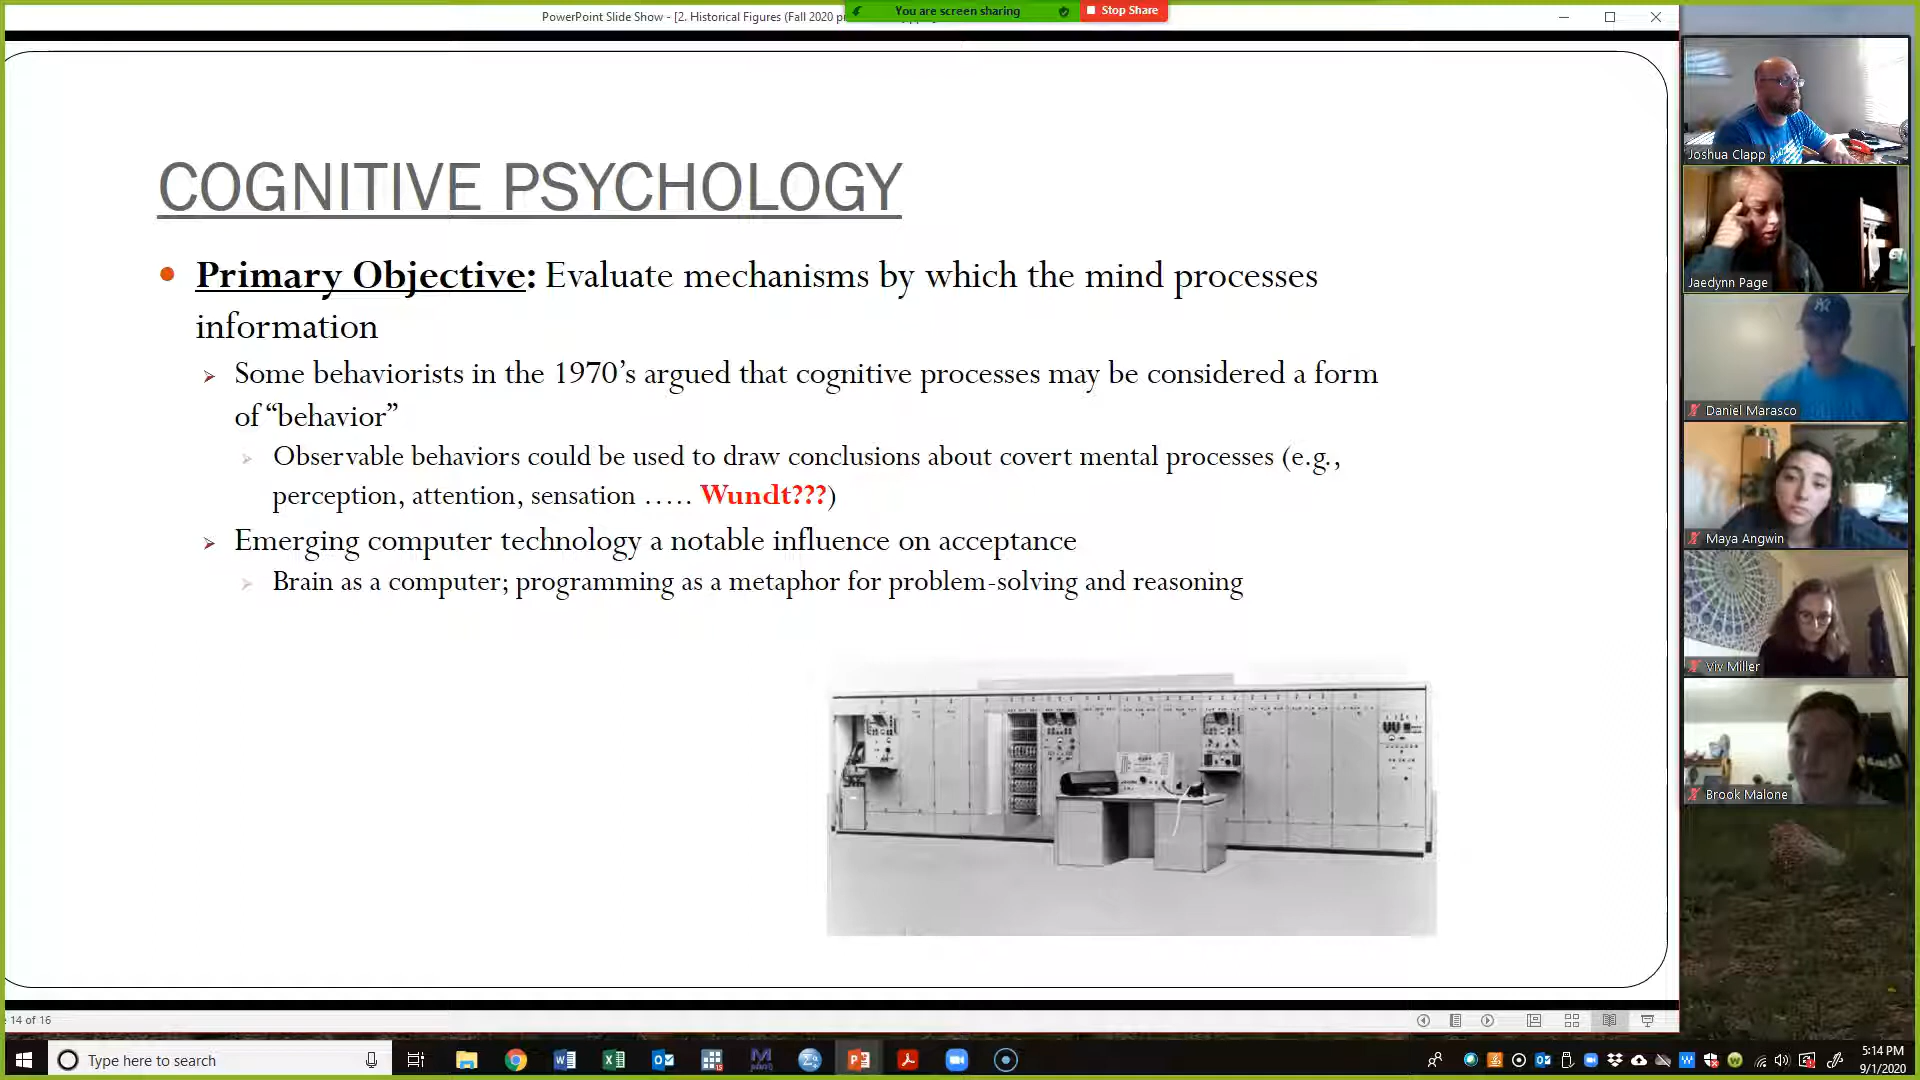 PowerPoint Slide Show - [2. Historical Figures (Fall 2020
You are screen sharing
Stop Share
COGNITIVE PSYCHOLOGY
Primary Objective: Evaluate mechanisms by which the mind processes
information
Some behaviorists in the 1970's argued that cognitive processes may be considered a form
of “behavior”
Observable behaviors could be used to draw conclusions about covert mental processes (e.g.,
perception, attention, sensation ….. Wundt???)
Emerging computer technology a notable influence on acceptance
Brain as a computer; programming as a metaphor for problem-solving and reasoning
Joshua Clapp
Jaedynn Page
Daniel Marasco
Maya Angwin
Viv Miller
Brook Malone
14 of 16
Type here to search
5:14 PM
9/1/2020